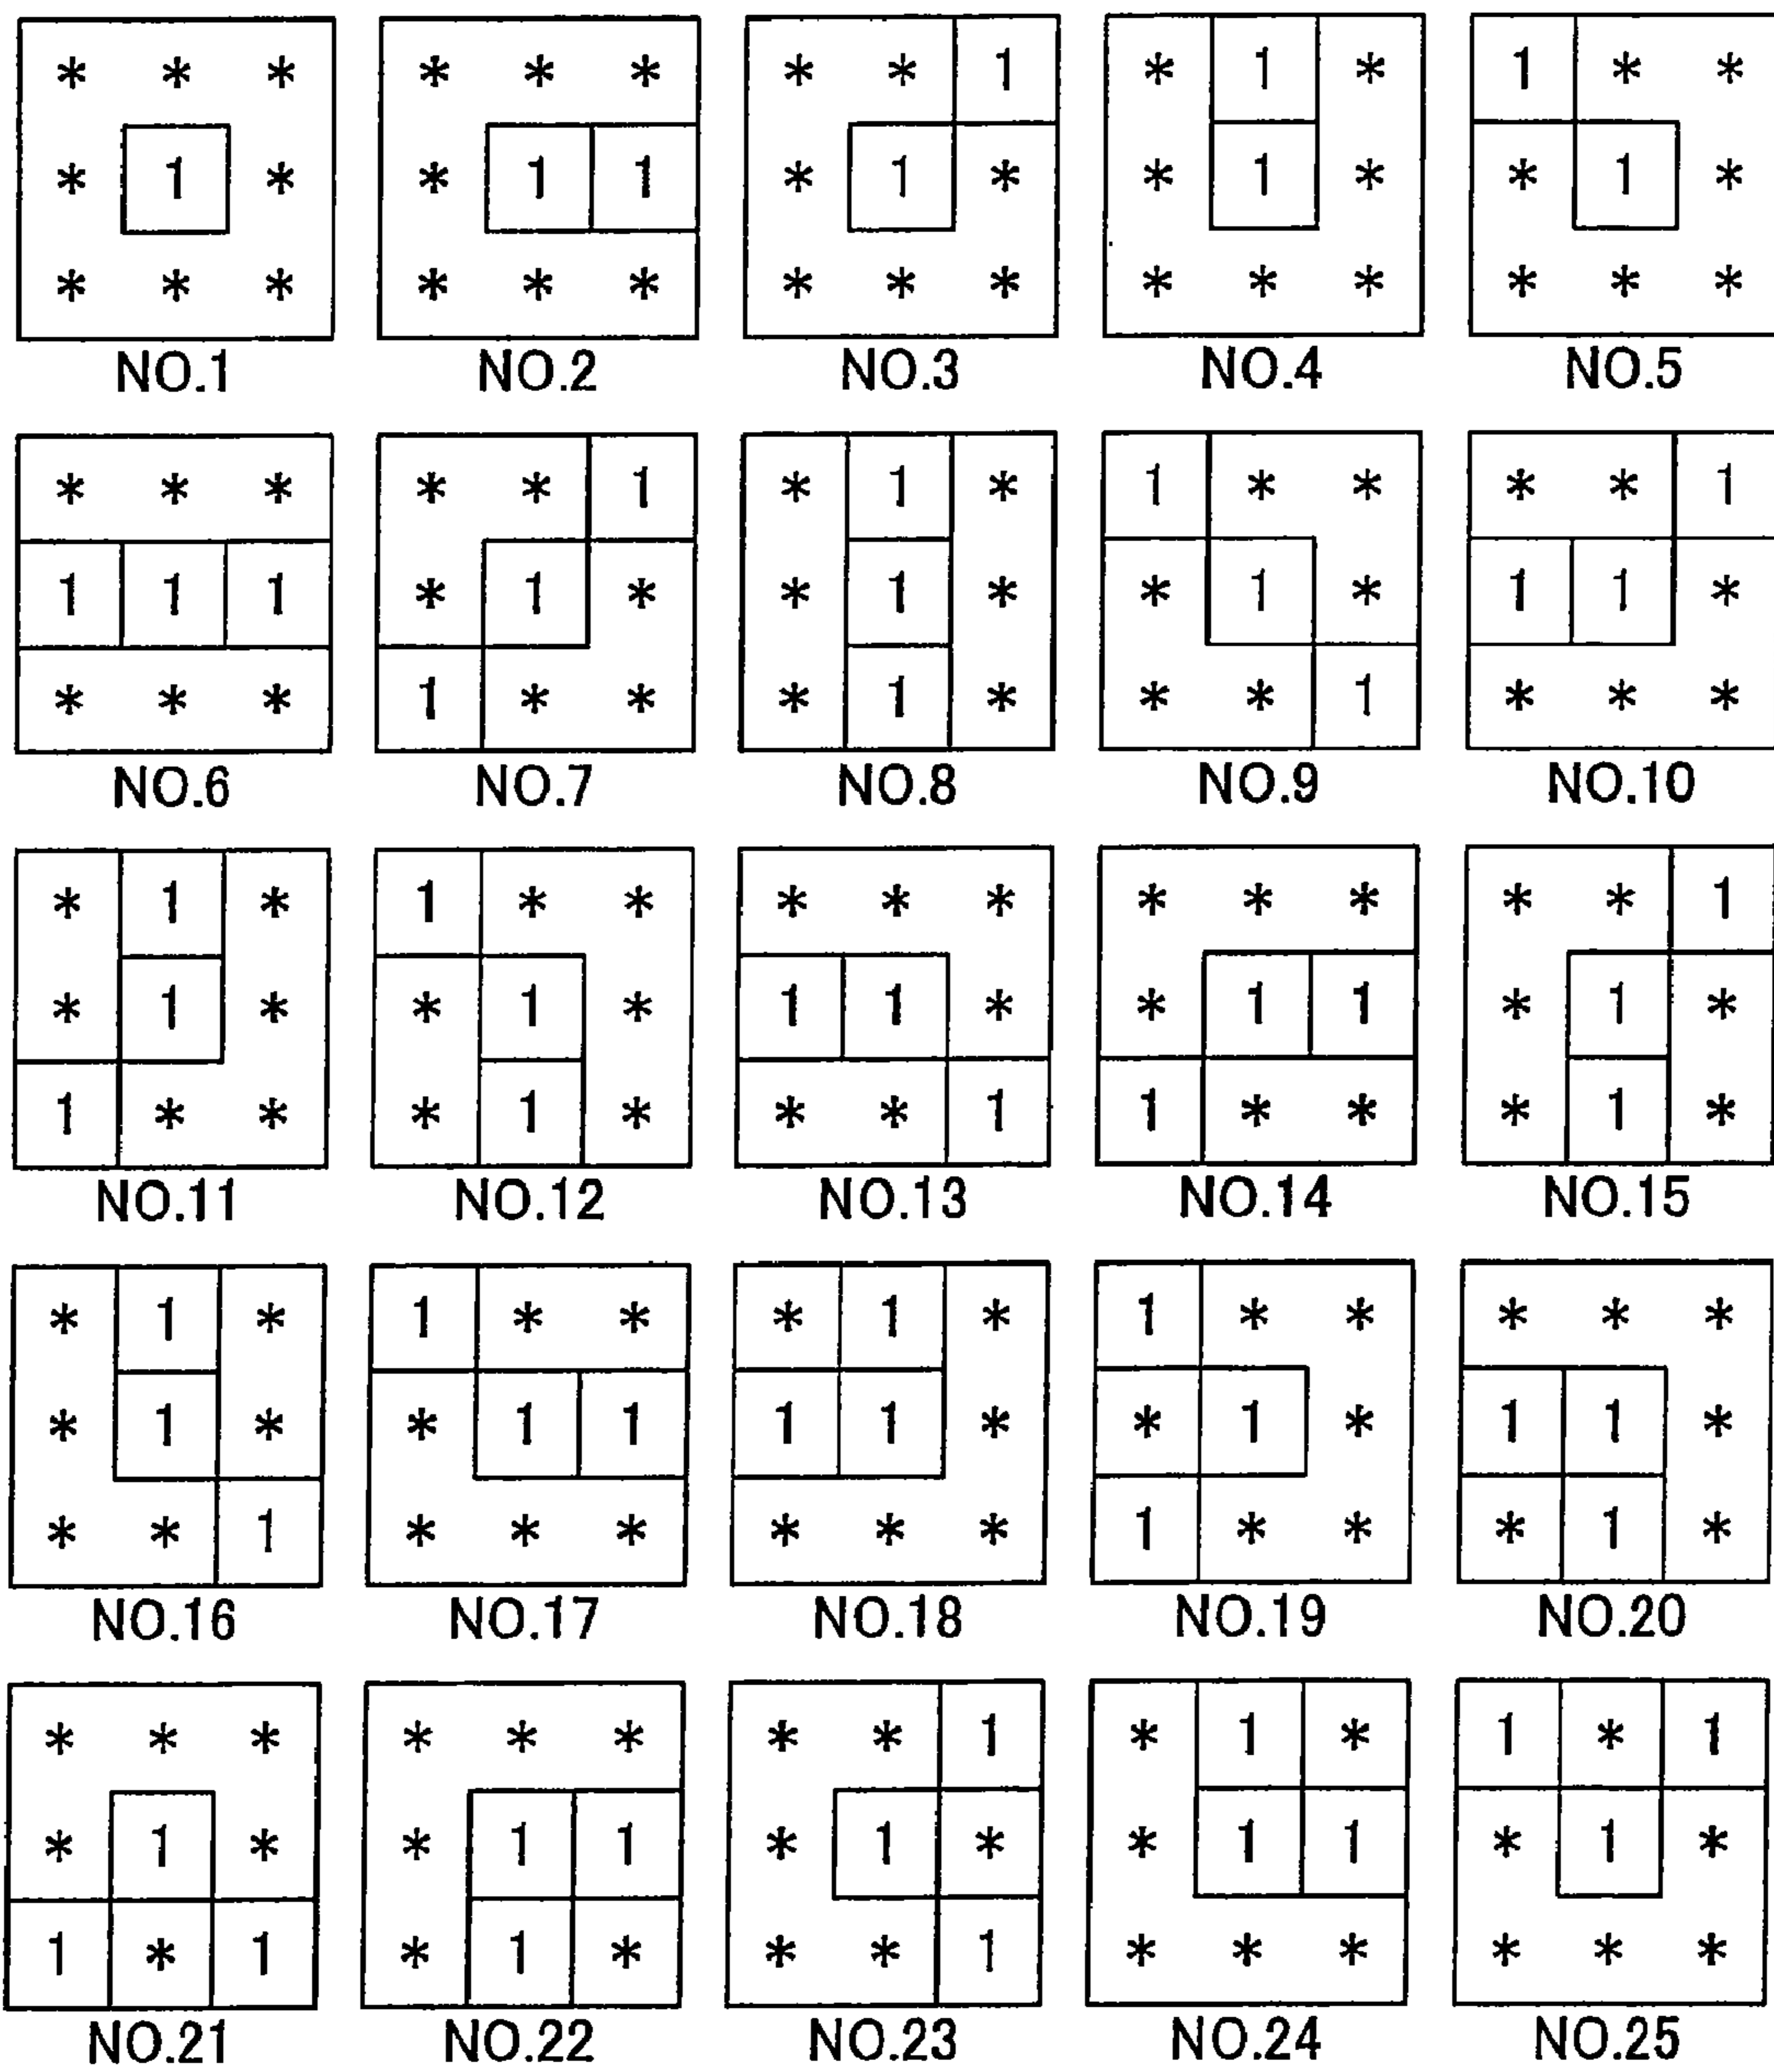 * * * * * * * * 1 * 1 * 1 * *
* 1 * * 1 1 * 1 * * 1 * * 1 *
* * * * * * * * * * * * * * *
NO.1 NO.2 NO.3 NO.4 NO.5
* * * * * 1 * 1 * 1 * * * * 1
1 1 1 * 1 * * 1 * * 1 * 1 1 *
* * * 1 * * * 1 * * * 1 * * *
NO.6 NO.7 NO.8 NO.9 NO.10
* 1 * 1 * * * * * * * * * * 1
* 1 * * 1 * 1 1 * * 1 1 * 1 *
1 * * * 1 * * * 1 1 * * * 1 *
NO.11 NO.12 NO.13 NO.14 NO.15
* 1 * 1 * * * 1 * 1 * * * * *
* 1 * * 1 1 1 1 * * 1 * 1 1 *
* * 1 * * * * * * 1 * * * 1 *
NO.16 NO.17 NO.18 NO.19 NO.20
* * * * * * * * 1 * 1 * 1 * 1
* 1 * * 1 1 * 1 * * 1 1 * 1 *
1 * 1 * 1 * * * 1 * * * * * *
NO.21 NO.22 NO.23 NO.24 NO.25